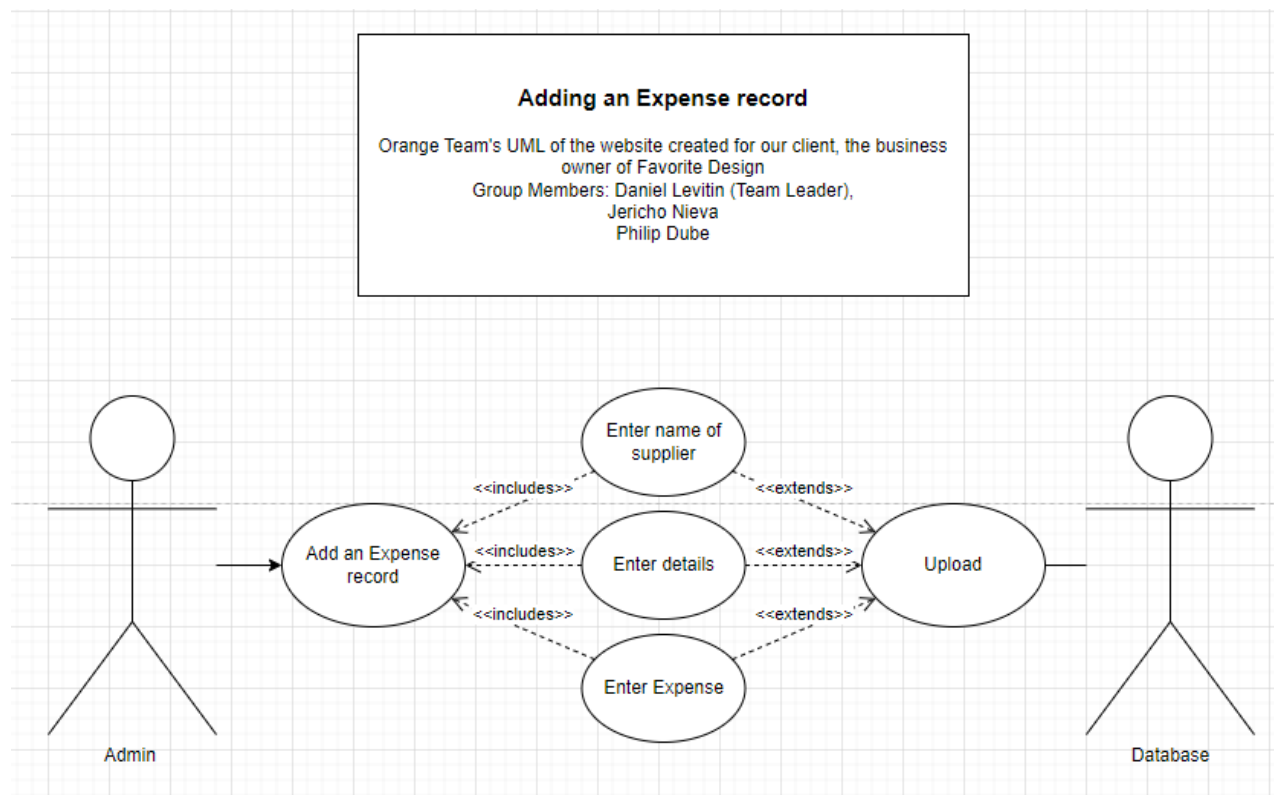 Adding an Expense record
Orange Team's UML of the website created for our client, the business
owner of Favorite Design
Group Members: Daniel Levitin (Team Leader),
Jericho Nieva
Philip Dube
Enter name of
supplier
<<includes>>
<<extends>>
Add an Expense
record
<<includes>>
Enter details
<<extends>>
Upload
<<includes>>
<<extends>>
Enter Expense
Admin
Database